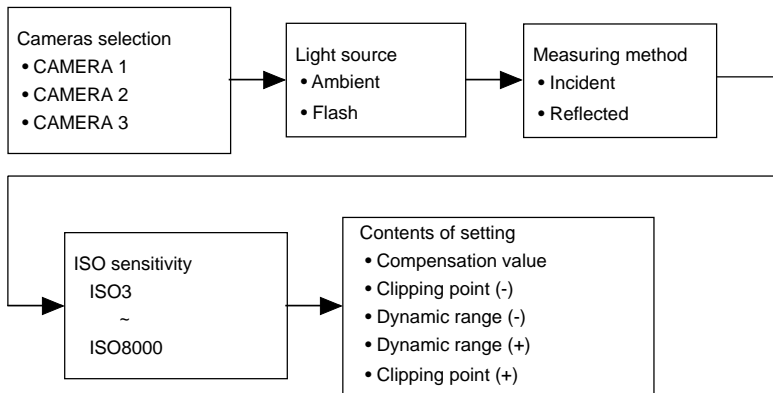 Cameras selection
• CAMERA 1
• CAMERA 2
• CAMERA 3
Light source
• Ambient
• Flash
Measuring method
• Incident
• Reflected
ISO sensitivity
ISO3
~
ISO8000
Contents of setting
• Compensation value
• Clipping point (-)
• Dynamic range (-)
• Dynamic range (+)
• Clipping point (+)